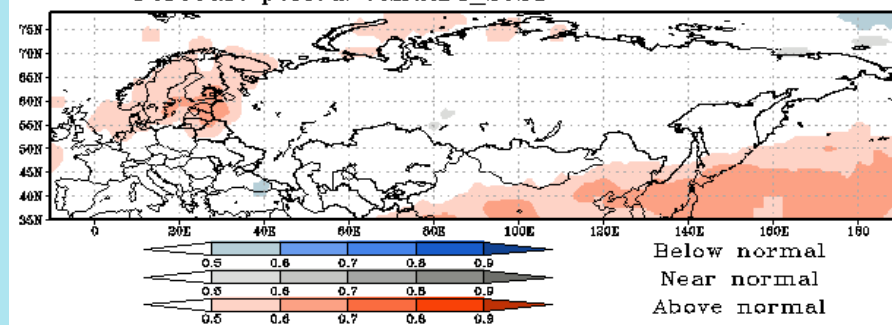 75N
70N
65N
60N
55N
50N
45N
40N
35N
0 20E 40E 60E 80E 100E 120E 140E 160E 180
0.5 0.6 0.7 0.8 0.9 Below normal
0.5 0.6 0.7 0.8 0.9 Near normal
0.5 0.6 0.7 0.8 0.9 Above normal